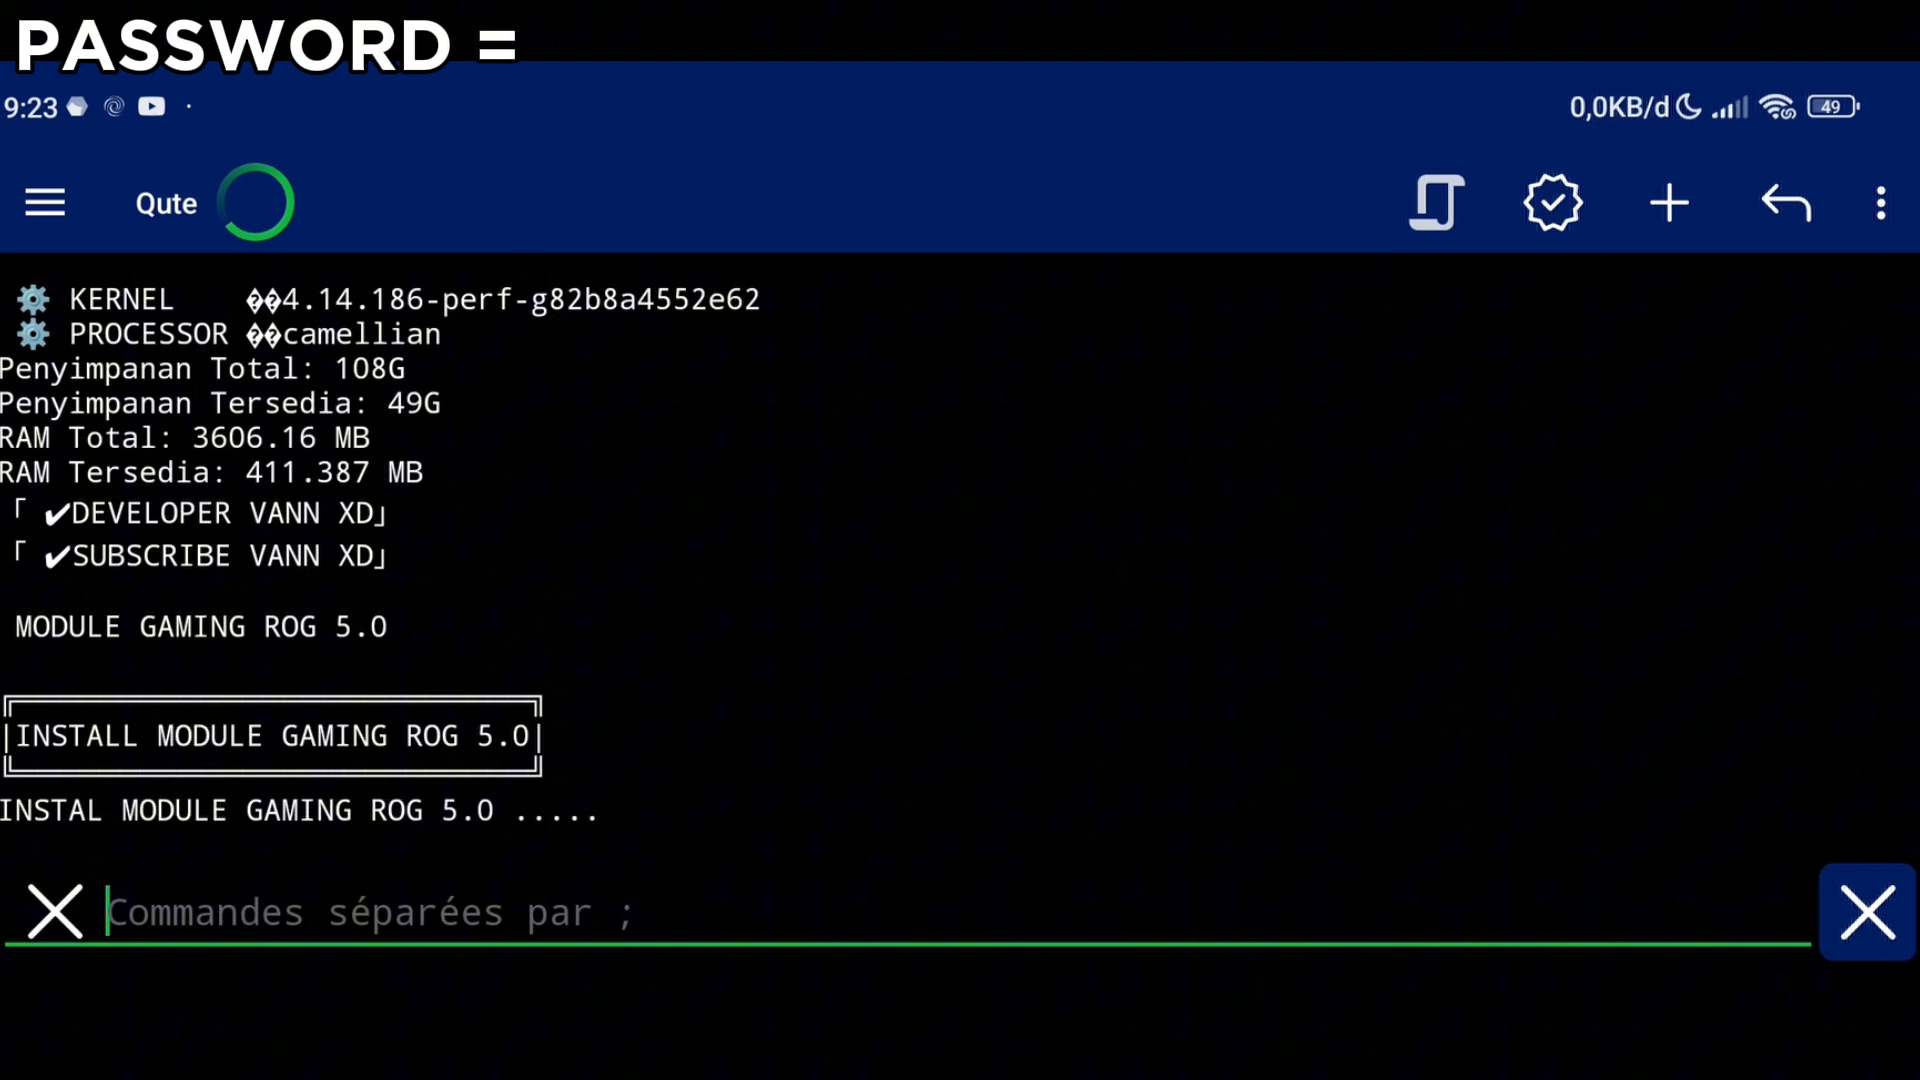 PASSWORD =
9:23 0,0KB/d 49
Qute
⚙️ KERNEL ��4.14.186-perf-g82b8a4552e62
⚙️ PROCESSOR ��camellian
Penyimpanan Total: 108G
Penyimpanan Tersedia: 49G
RAM Total: 3606.16 MB
RAM Tersedia: 411.387 MB
「 ✔DEVELOPER VANN XD」
「 ✔SUBSCRIBE VANN XD」
MODULE GAMING ROG 5.0
|INSTALL MODULE GAMING ROG 5.0|
INSTAL MODULE GAMING ROG 5.0 .....
Commandes séparées par ;